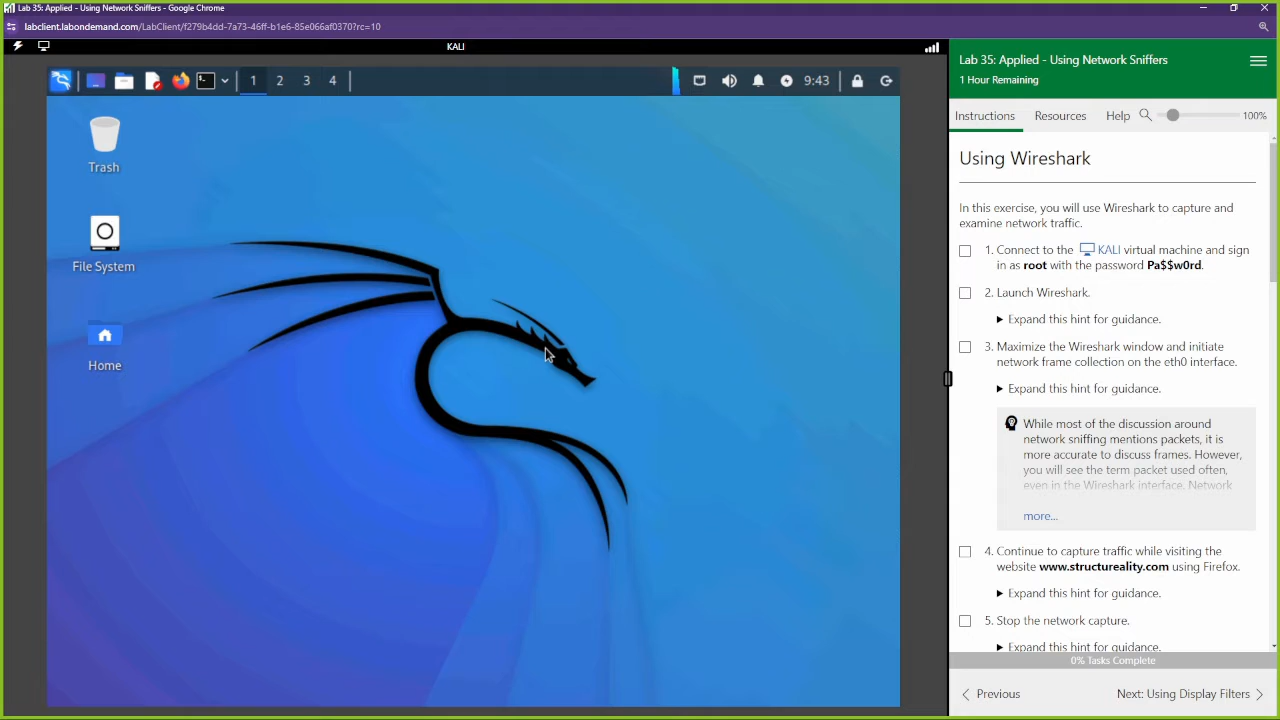 Lab 35: Applied - Using Network Sniffers - Google Chrome
labclient.labondemand.com/LabClient/f279b4dd-7a73-46ff-b1e6-85e066af0370?rc=10
KALI
1 2 3 4
9:43
Trash
File System
Home
Lab 35: Applied - Using Network Sniffers
1 Hour Remaining
Instructions Resources Help 100%
Using Wireshark
In this exercise, you will use Wireshark to capture and
examine network traffic.
1. Connect to the KALI virtual machine and sign
in as root with the password Pa$$w0rd.
2. Launch Wireshark.
Expand this hint for guidance.
3. Maximize the Wireshark window and initiate
network frame collection on the eth0 interface.
Expand this hint for guidance.
While most of the discussion around
network sniffing mentions packets, it is
more accurate to discuss frames. However,
you will see the term packet used often,
even in the Wireshark interface. Network
more...
4. Continue to capture traffic while visiting the
website www.structureality.com using Firefox.
Expand this hint for guidance.
5. Stop the network capture.
Expand this hint for guidance.
0% Tasks Complete
Previous
Next: Using Display Filters